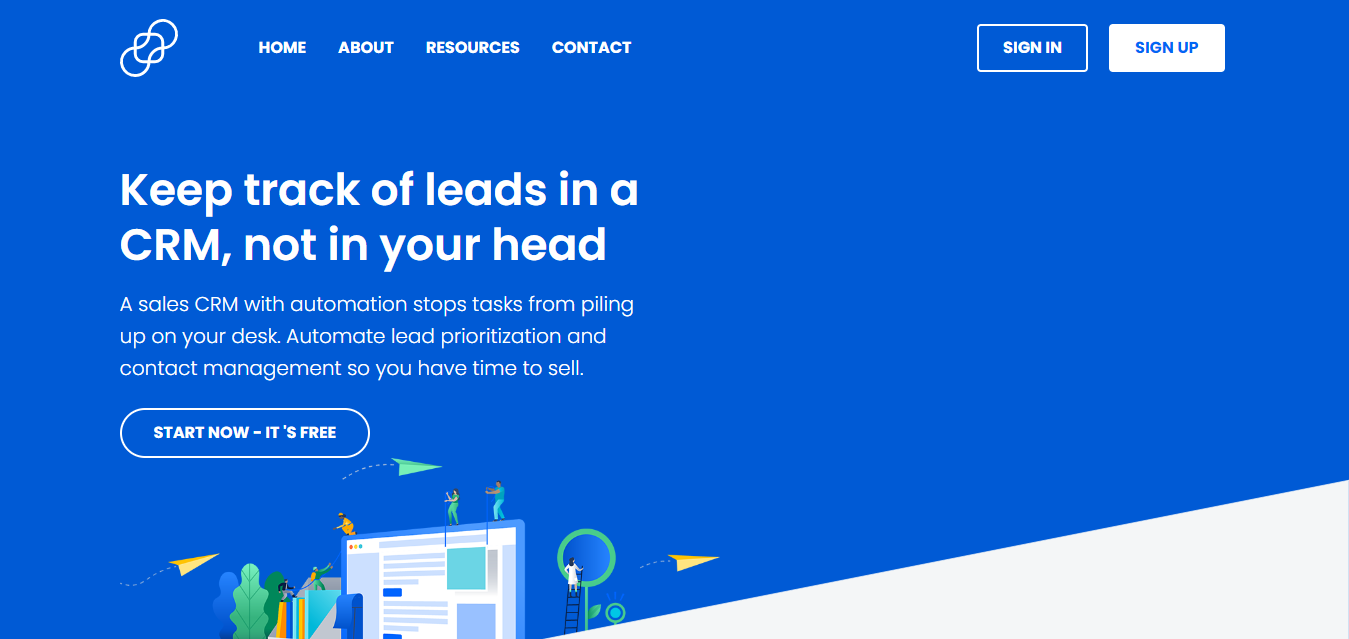 HOME ABOUT RESOURCES CONTACT SIGN IN SIGN UP
Keep track of leads in a
CRM, not in your head
A sales CRM with automation stops tasks from piling
up on your desk. Automate lead prioritization and
contact management so you have time to sell.
START NOW - IT 'S FREE